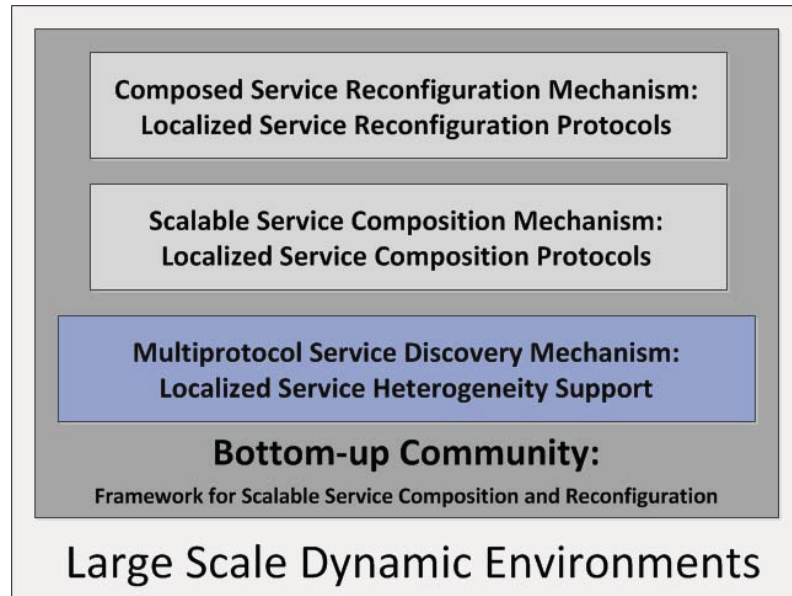 Composed Service Reconfiguration Mechanism:
Localized Service Reconfiguration Protocols
Scalable Service Composition Mechanism:
Localized Service Composition Protocols
Multiprotocol Service Discovery Mechanism:
Localized Service Heterogeneity Support
Bottom-up Community:
Framework for Scalable Service Composition and Reconfiguration
Large Scale Dynamic Environments